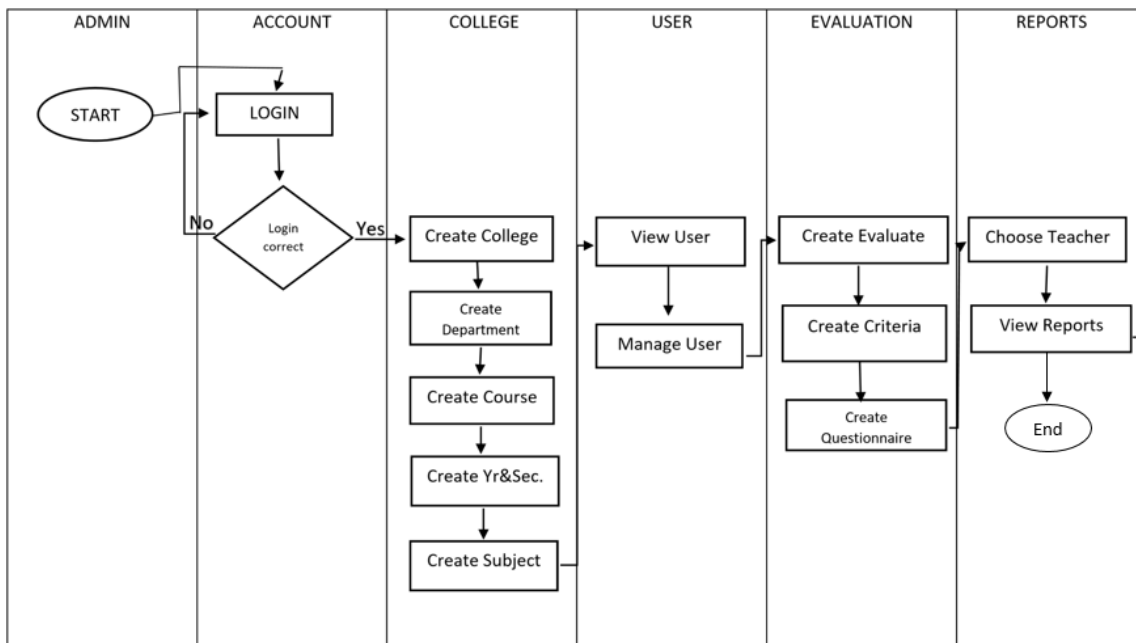 ADMIN
ACCOUNT
COLLEGE
USER
EVALUATION
REPORTS
START
LOGIN
No
Login
correct
Yes
Create College
Create
Department
Create Course
Create Yr&Sec.
Create Subject
View User
Manage User
Create Evaluate
Create Criteria
Create
Questionnaire
Choose Teacher
View Reports
End